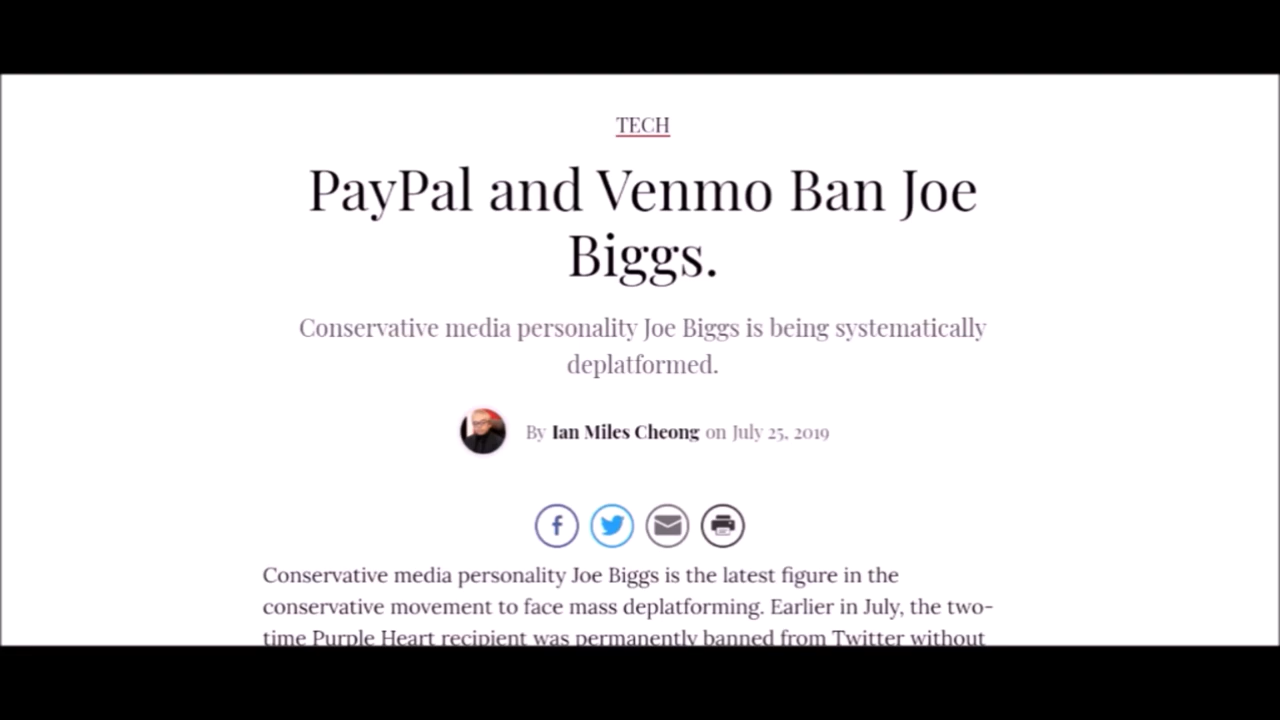 TECH
PayPal and Venmo Ban Joe
Biggs.
Conservative media personality Joe Biggs is being systematically
deplatformed.
By Ian Miles Cheong on July 25, 2019
Conservative media personality Joe Biggs is the latest figure in the
conservative movement to face mass deplatforming. Earlier in July, the two-
time Purple Heart recipient was permanently banned from Twitter without